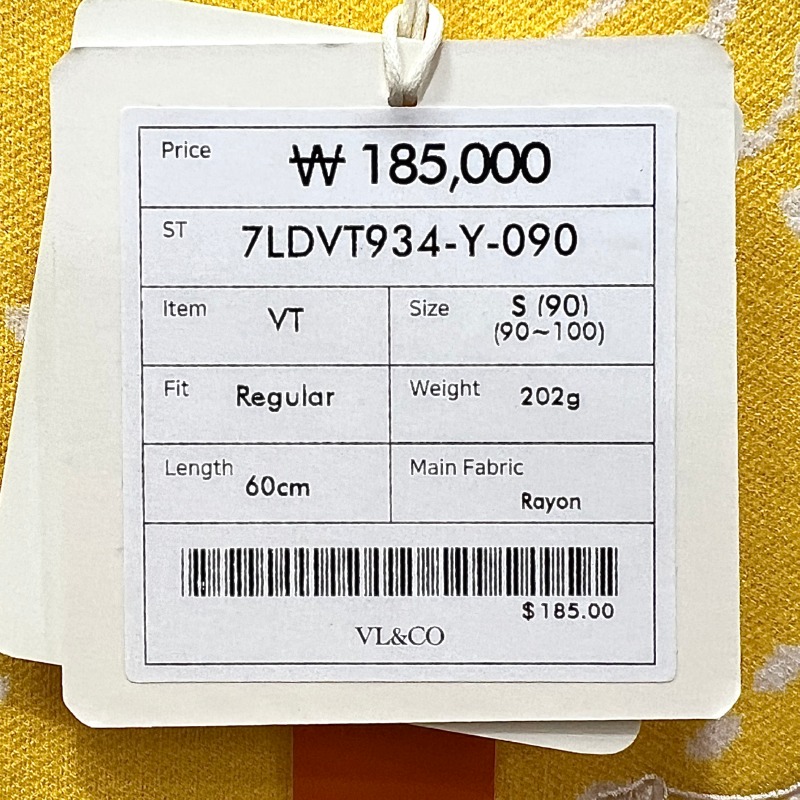 Price ₩ 185,000
ST 7LDVT934-Y-090
Item VT Size S (90)
(90~100)
Fit Regular Weight 202g
Length 60cm Main Fabric
Rayon
$185.00
VL&CO